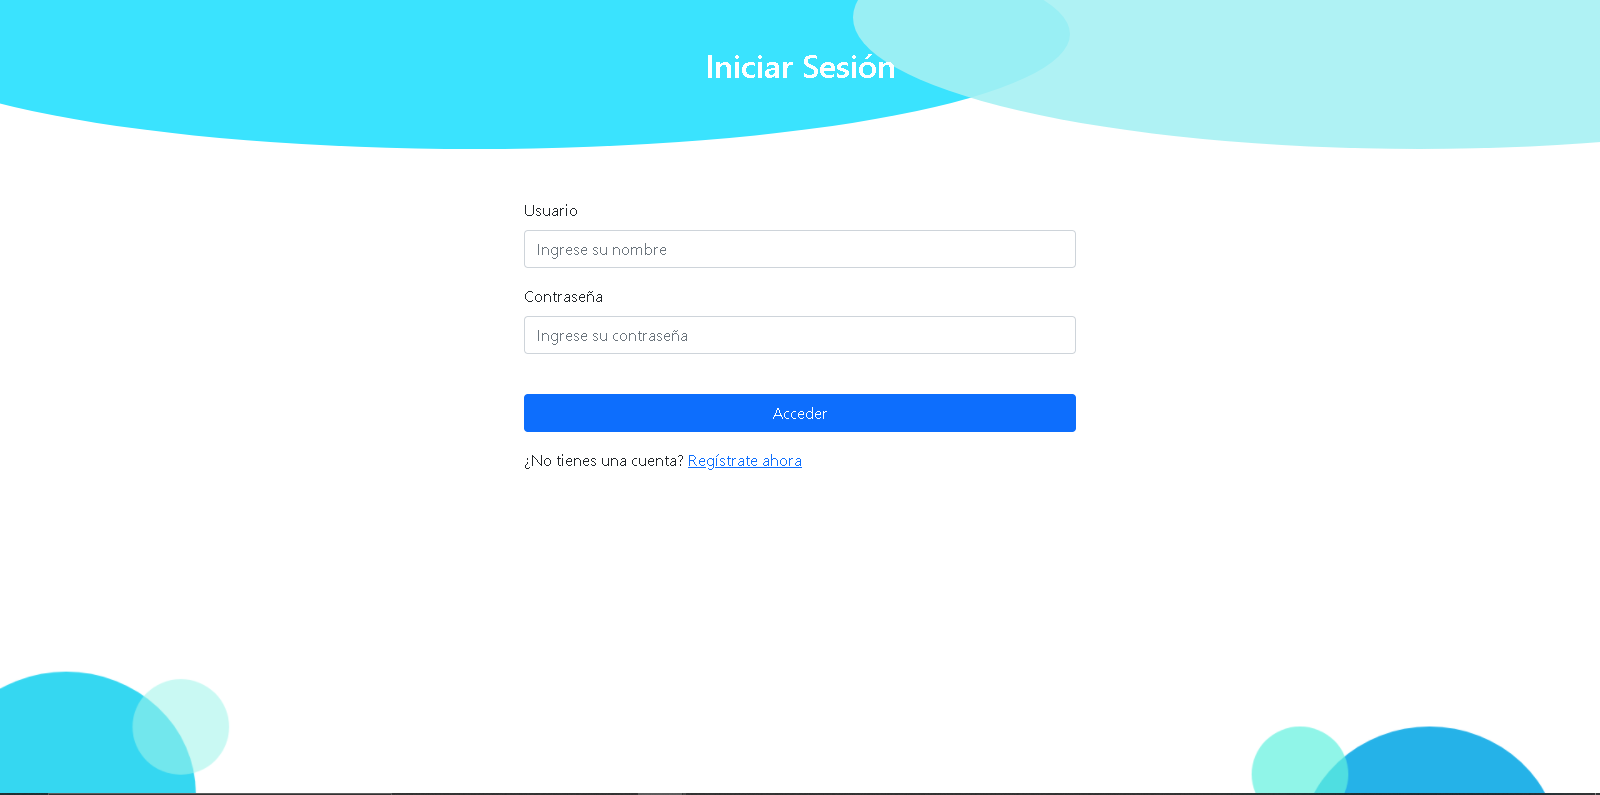 Iniciar Sesión
Usuario
Ingrese su nombre
Contraseña
Ingrese su contraseña
Acceder
¿No tienes una cuenta? Regístrate ahora